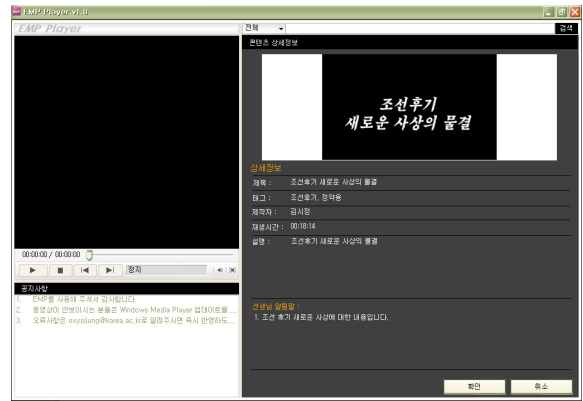 EMP Player v1.0
EMP Player
전체
검색
콘텐츠 상세정보
조선후기
새로운 사상의 물결
상세정보
제목 : 조선후기 새로운 사상의 물결
태그 : 조선후기, 정약용
제작자 : 김시정
재생시간 : 00:18:14
설명 : 조선후기 새로운 사상의 물결
00:00:00 / 00:00:00
정지
공지사항
1. EMP를 사용해 주셔서 감사합니다.
2. 동영상이 안보이시는 분들은 Windows Media Player 업데이트를 ...
3. 오류사항은 oxysijung@korea.ac.kr로 알려주시면 즉시 반영하도...
선생님 알림말 :
1. 조선 후기 새로운 사상에 대한 내용입니다.
확인
취소